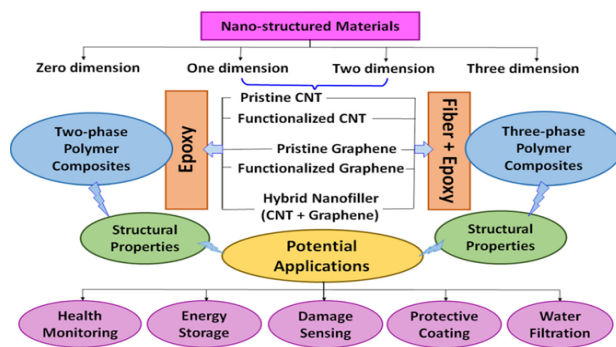 Nano-structured Materials
Zero dimension
One dimension
Two dimension
Three dimension
Pristine CNT
Functionalized CNT
Pristine Graphene
Functionalized Graphene
Hybrid Nanofiller
(CNT + Graphene)
Two-phase
Polymer
Composites
Epoxy
Fiber + Epoxy
Three-phase
Polymer
Composites
Structural
Properties
Potential
Applications
Structural
Properties
Health
Monitoring
Energy
Storage
Damage
Sensing
Protective
Coating
Water
Filtration